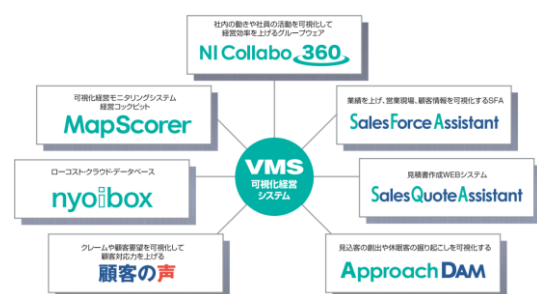 社内の動きや社員の活動を可視化して
経営効率を上げるグループウェア
NI Collabo 360
可視化経営モニタリングシステム
経営コックピット
MapScorer
業績を上げ、営業現場、顧客情報を可視化するSFA
SalesForceAssistant
VMS
可視化経営
システム
ローコスト・クラウド・データベース
nyoibox
見積書作成WEBシステム
SalesQuoteAssistant
クレームや顧客要望を可視化して
顧客対応力を上げる
顧客の声
見込客の創出や休眠客の掘り起こしを可視化する
Approach DAM